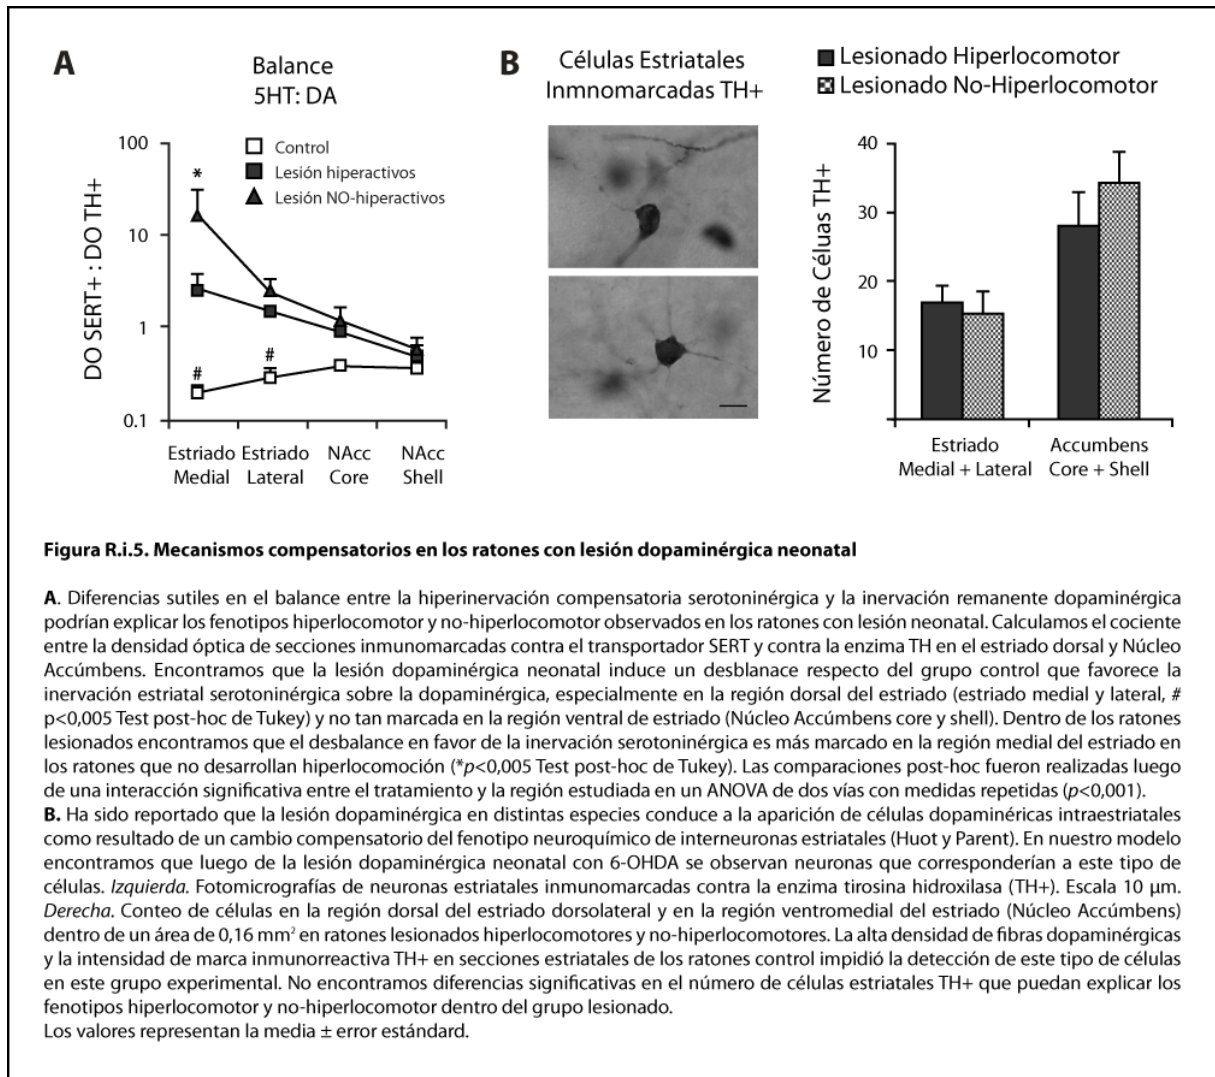 A
Balance
5HT: DA
DO SERT+ : DO TH+
100
10
1
0.1
Control
Lesión hiperactivos
Lesión NO-hiperactivos
*
#
#
Estriado
Medial
Estriado
Lateral
NAcc
Core
NAcc
Shell
B
Células Estriatales
Inmnomarcadas TH+
Lesionado Hiperlocomotor
Lesionado No-Hiperlocomotor
Número de Céluas TH+
40
30
20
10
Estriado
Medial + Lateral
Accumbens
Core + Shell
Figura R.i.5. Mecanismos compensatorios en los ratones con lesión dopaminérgica neonatal
A. Diferencias sutiles en el balance entre la hiperinervación compensatoria serotoninérgica y la inervación remanente dopaminérgica
podrían explicar los fenotipos hiperlocomotor y no-hiperlocomotor observados en los ratones con lesión neonatal. Calculamos el cociente
entre la densidad óptica de secciones inmunomarcadas contra el transportador SERT y contra la enzima TH en el estriado dorsal y Núcleo
Accúmbens. Encontramos que la lesión dopaminérgica neonatal induce un desblanace respecto del grupo control que favorece la
inervación estriatal serotoninérgica sobre la dopaminérgica, especialmente en la región dorsal del estriado (estriado medial y lateral, #
p<0,005 Test post-hoc de Tukey) y no tan marcada en la región ventral de estriado (Núcleo Accúmbens core y shell). Dentro de los ratones
lesionados encontramos que el desbalance en favor de la inervación serotoninérgica es más marcado en la región medial del estriado en
los ratones que no desarrollan hiperlocomoción (*p<0,005 Test post-hoc de Tukey). Las comparaciones post-hoc fueron realizadas luego
de una interacción significativa entre el tratamiento y la región estudiada en un ANOVA de dos vías con medidas repetidas (p<0,001).
B. Ha sido reportado que la lesión dopaminérgica en distintas especies conduce a la aparición de células dopaminéricas intraestriatales
como resultado de un cambio compensatorio del fenotipo neuroquímico de interneuronas estriatales (Huot y Parent). En nuestro modelo
encontramos que luego de la lesión dopaminérgica neonatal con 6-OHDA se observan neuronas que corresponderían a este tipo de
células. Izquierda. Fotomicrografías de neuronas estriatales inmunomarcadas contra la enzima tirosina hidroxilasa (TH+). Escala 10 µm.
Derecha. Conteo de células en la región dorsal del estriado dorsolateral y en la región ventromedial del estriado (Núcleo Accúmbens)
dentro de un área de 0,16 mm² en ratones lesionados hiperlocomotores y no-hiperlocomotores. La alta densidad de fibras dopaminérgicas
y la intensidad de marca inmunorreactiva TH+ en secciones estriatales de los ratones control impidió la detección de este tipo de células
en este grupo experimental. No encontramos diferencias significativas en el número de células estriatales TH+ que puedan explicar los
fenotipos hiperlocomotor y no-hiperlocomotor dentro del grupo lesionado.
Los valores representan la media ± error estándard.